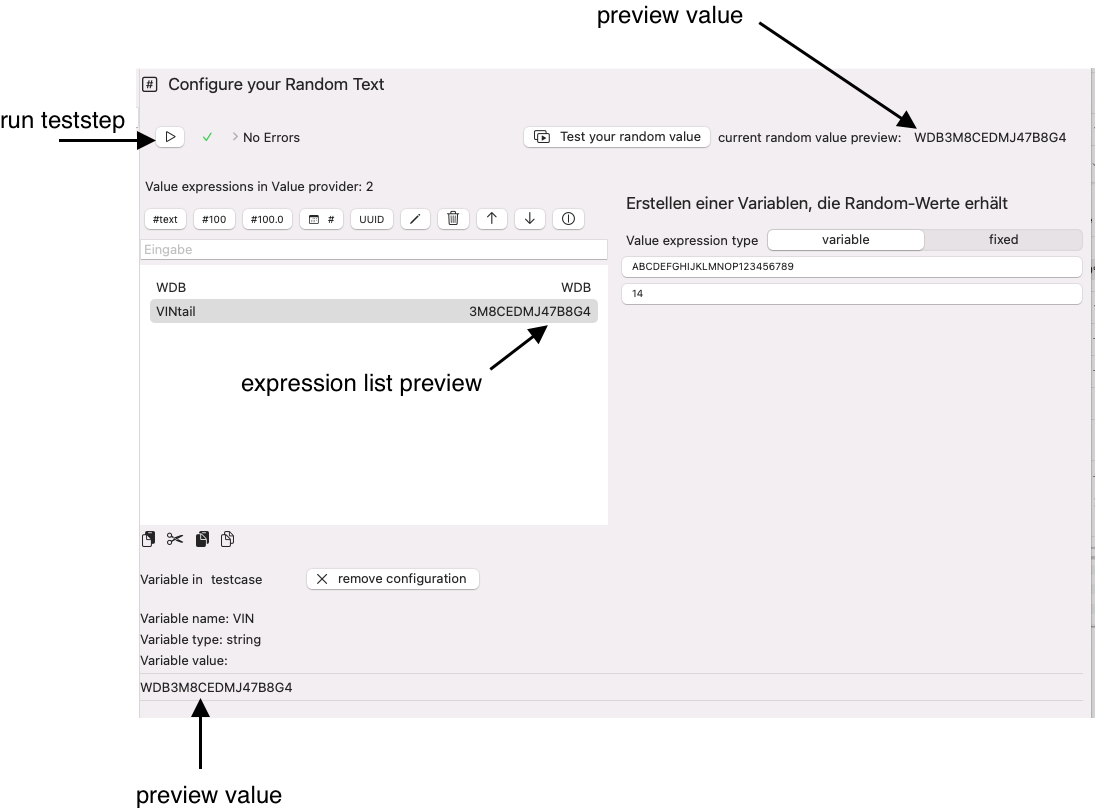 preview value
Configure your Random Text
run teststep
No Errors
Test your random value
current random value preview: WDB3M8CEDMJ47B8G4
Value expressions in Value provider: 2
#text #100 #100.0 # UUID
Eingabe
WDB WDB
VINtail 3M8CEDMJ47B8G4
Erstellen einer Variablen, die Random-Werte erhält
Value expression type variable fixed
ABCDEFGHIJKLMNOP123456789
14
expression list preview
Variable in testcase remove configuration
Variable name: VIN
Variable type: string
Variable value:
WDB3M8CEDMJ47B8G4
preview value